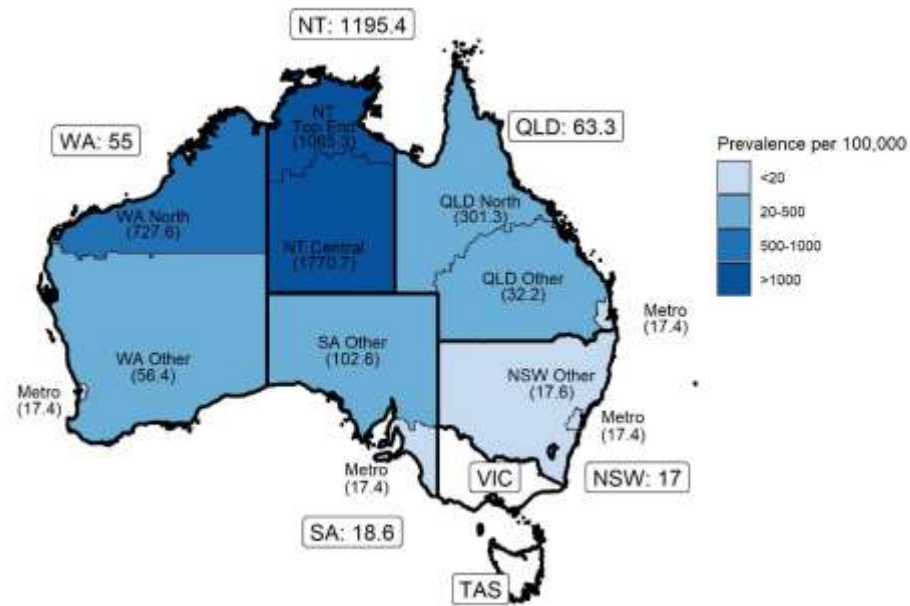 NT: 1195.4
WA: 55
QLD: 63.3
Prevalence per 100,000
<20
20-500
500-1000
>1000
NT
Top End
WA North
(727.6)
NT Central
(1770.7)
QLD North
(301.3)
QLD Other
(32.2)
Metro
(17.4)
WA Other
(56.4)
SA Other
(102.6)
NSW Other
(17.6)
Metro
(17.4)
Metro
(17.4)
Metro
(17.4)
VIC
NSW: 17
SA: 18.6
TAS